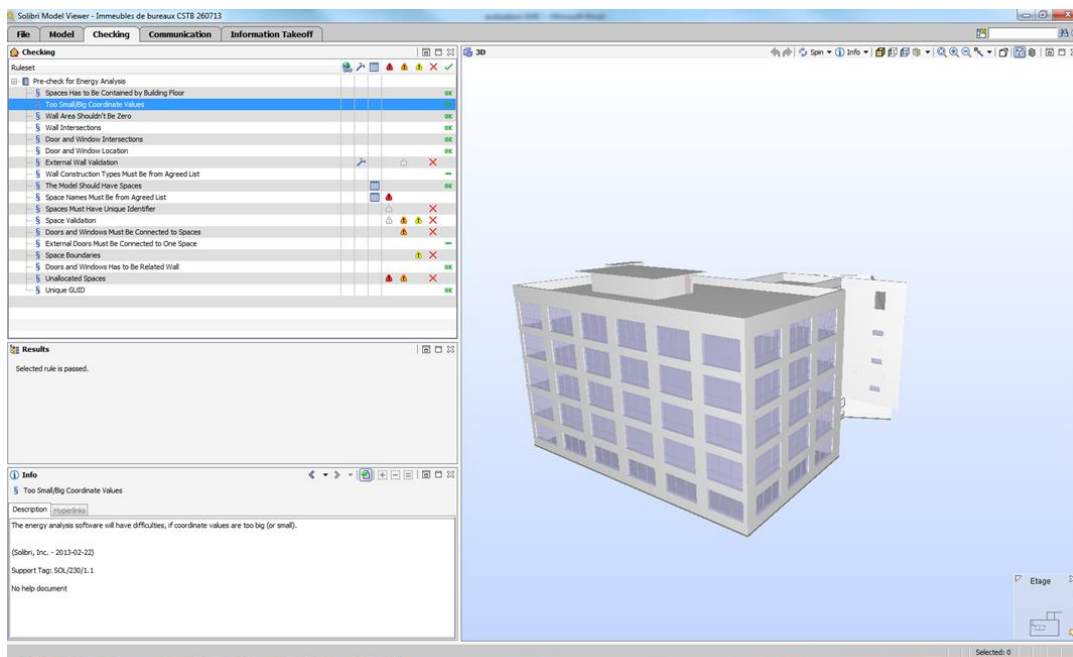 Solibri Model Viewer - Immeubles de bureaux CSTB 260713
File Model Checking Communication Information Takeoff
Checking
Ruleset
Pre-check for Energy Analysis
§ Spaces Has to Be Contained by Building Floor OK
§ Too Small/Big Coordinate Values
§ Wall Area Shouldn't Be Zero OK
§ Wall Intersections OK
§ Door and Window Intersections OK
§ Door and Window Location OK
§ External Wall Validation
§ Wall Construction Types Must Be from Agreed List
§ The Model Should Have Spaces OK
§ Space Names Must Be from Agreed List
§ Spaces Must Have Unique Identifier
§ Space Validation
§ Doors and Windows Must Be Connected to Spaces
§ External Doors Must Be Connected to One Space
§ Space Boundaries
§ Doors and Windows Has to Be Related Wall OK
§ Unallocated Spaces
§ Unique GUID OK
Results
Selected rule is passed.
Info
§ Too Small/Big Coordinate Values
Description Hyperlinks
The energy analysis software will have difficulties, if coordinate values are too big (or small).
(Solibri, Inc. - 2013-02-22)
Support Tag: SOL/230/1.1
No help document
3D
Spin Info
Etage
Selected: 0